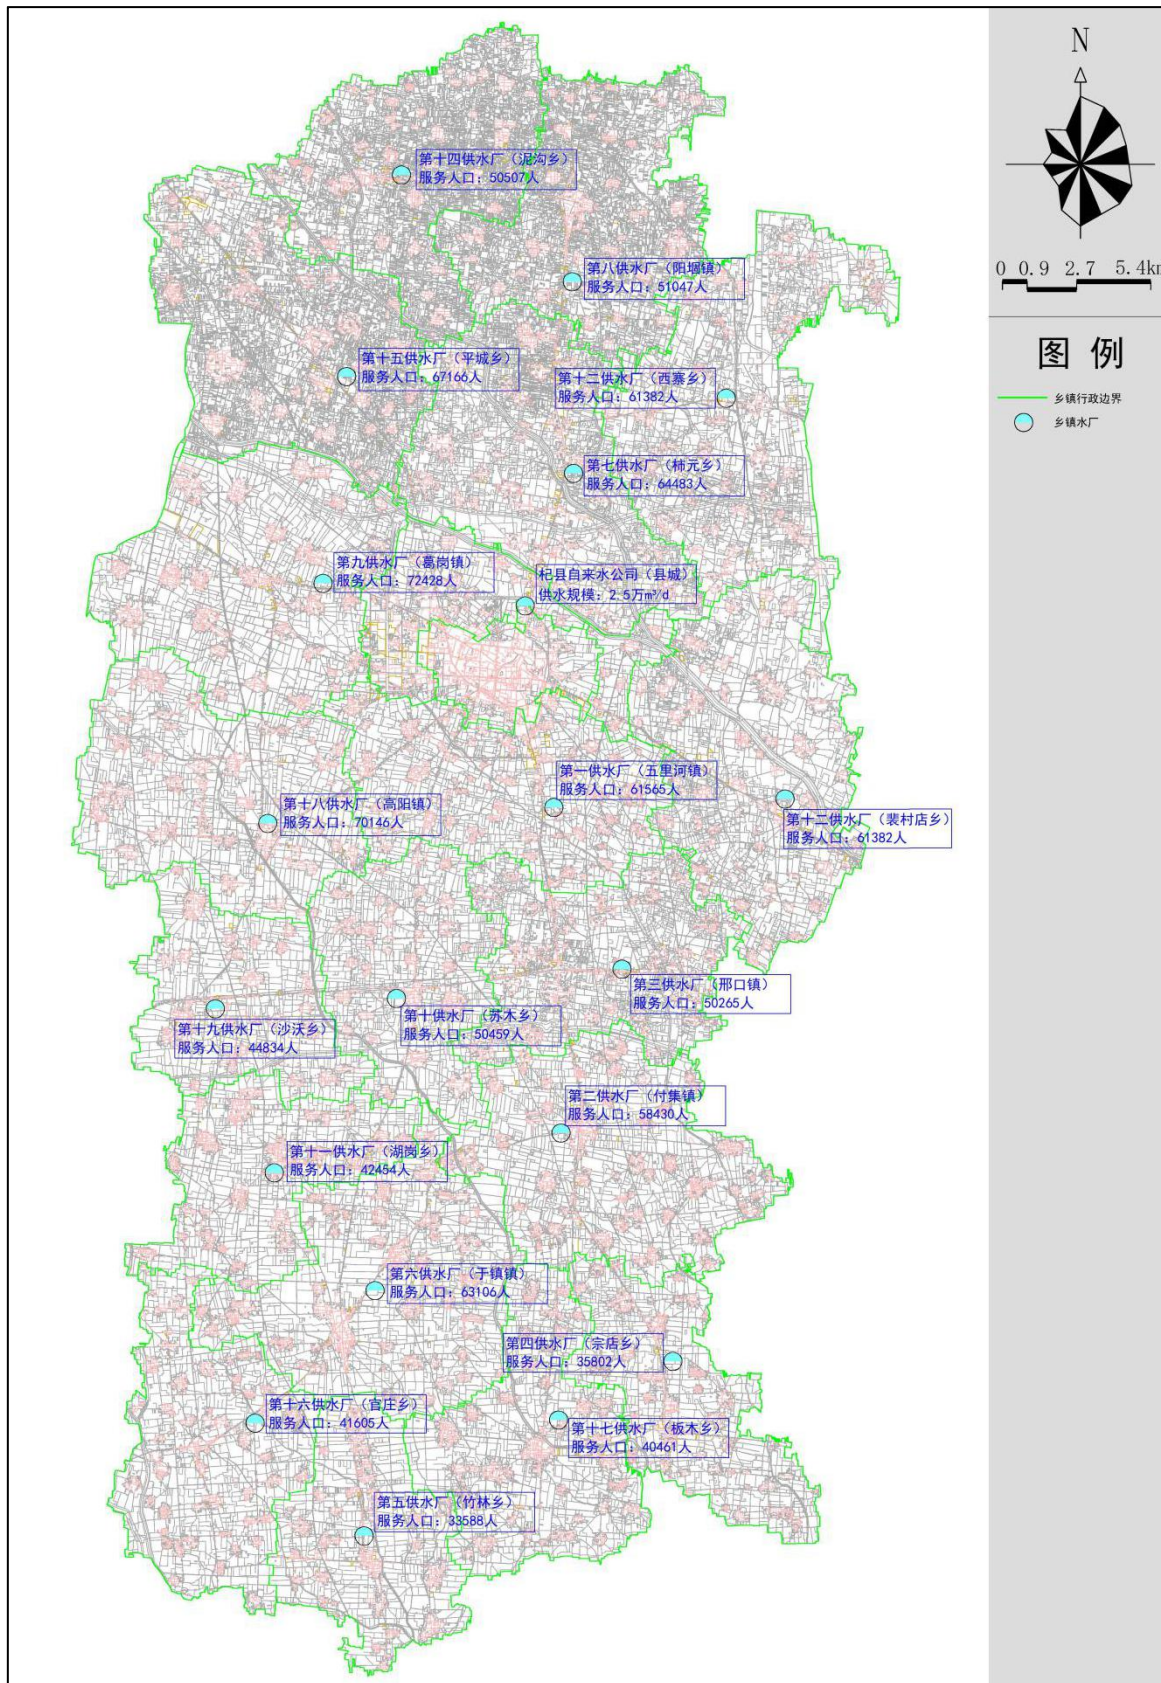 N
0 0.9 2.7 5.4km
图 例
乡镇行政边界
乡镇水厂
第十四供水厂（泥沟乡）
服务人口：50507人
第八供水厂（阳堌镇）
服务人口：51047人
第十五供水厂（平城乡）
服务人口：67166人
第十二供水厂（西寨乡）
服务人口：61382人
第七供水厂（柿元乡）
服务人口：64483人
第九供水厂（葛岗镇）
服务人口：72428人
杞县自来水公司（县城）
供水规模：2.5万m³/d
第一供水厂（五里河镇）
服务人口：61565人
第十八供水厂（高阳镇）
服务人口：70146人
第十二供水厂（裴村店乡）
服务人口：61382人
第三供水厂（邢口镇）
服务人口：50265人
第十供水厂（苏木乡）
服务人口：50459人
第十九供水厂（沙沃乡）
服务人口：44834人
第二供水厂（付集镇）
服务人口：58430人
第十一供水厂（湖岗乡）
服务人口：42454人
第六供水厂（于镇镇）
服务人口：63106人
第四供水厂（宗店乡）
服务人口：35802人
第十六供水厂（官庄乡）
服务人口：41605人
第十七供水厂（板木乡）
服务人口：40461人
第五供水厂（竹林乡）
服务人口：33588人